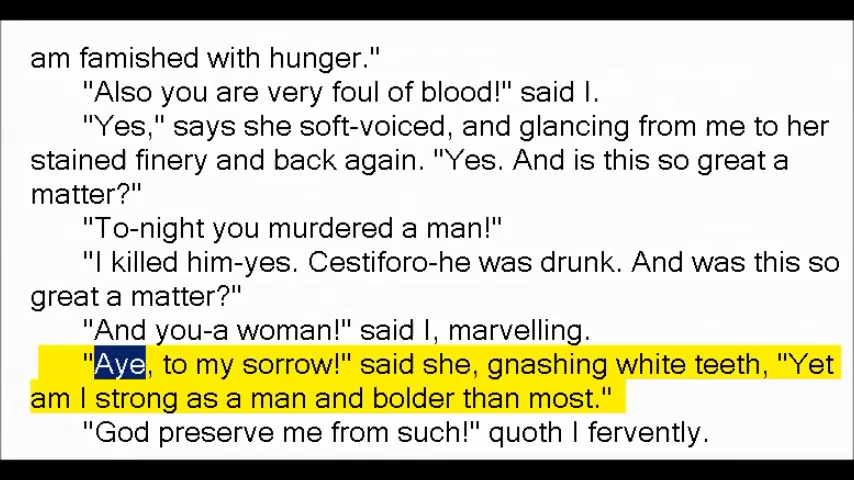 am famished with hunger."
"Also you are very foul of blood!" said I.
"Yes," says she soft-voiced, and glancing from me to her
stained finery and back again. "Yes. And is this so great a
matter?"
"To-night you murdered a man!"
"I killed him-yes. Cestiforo-he was drunk. And was this so
great a matter?"
"And you-a woman!" said I, marvelling.
"Aye, to my sorrow!" said she, gnashing white teeth, "Yet
am I strong as a man and bolder than most."
"God preserve me from such!" quoth I fervently.